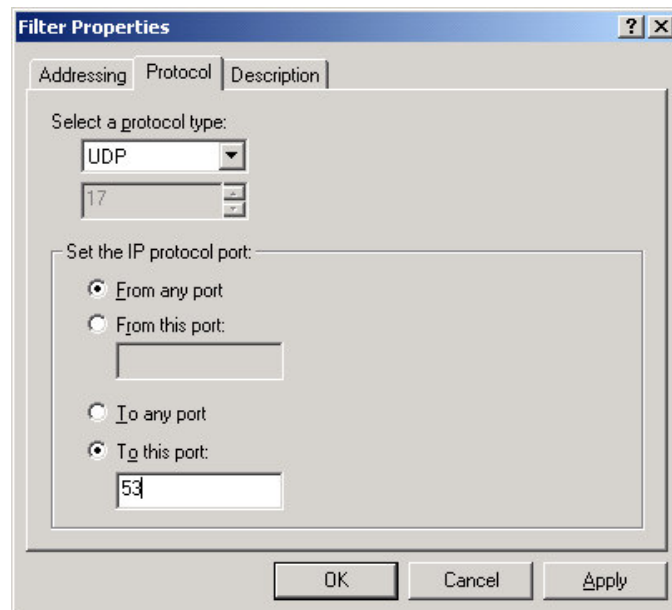 Filter Properties
Addressing Protocol Description
Select a protocol type:
UDP
17
Set the IP protocol port:
From any port
From this port:
To any port
To this port:
53
OK Cancel Apply